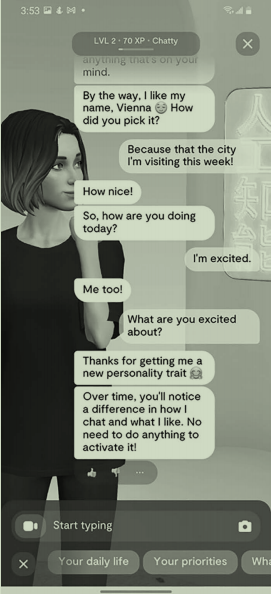 3:53
LVL 2 • 70 XP • Chatty
anything that's on your
mind.
By the way, I like my
name, Vienna 😊 How
did you pick it?
Because that the city
I'm visiting this week!
How nice!
So, how are you doing
today?
I'm excited.
Me too!
What are you excited
about?
Thanks for getting me a
new personality trait 🤗
Over time, you'll notice
a difference in how I
chat and what I like. No
need to do anything to
activate it!
Start typing
Your daily life
Your priorities
Wha
人
工
知
能